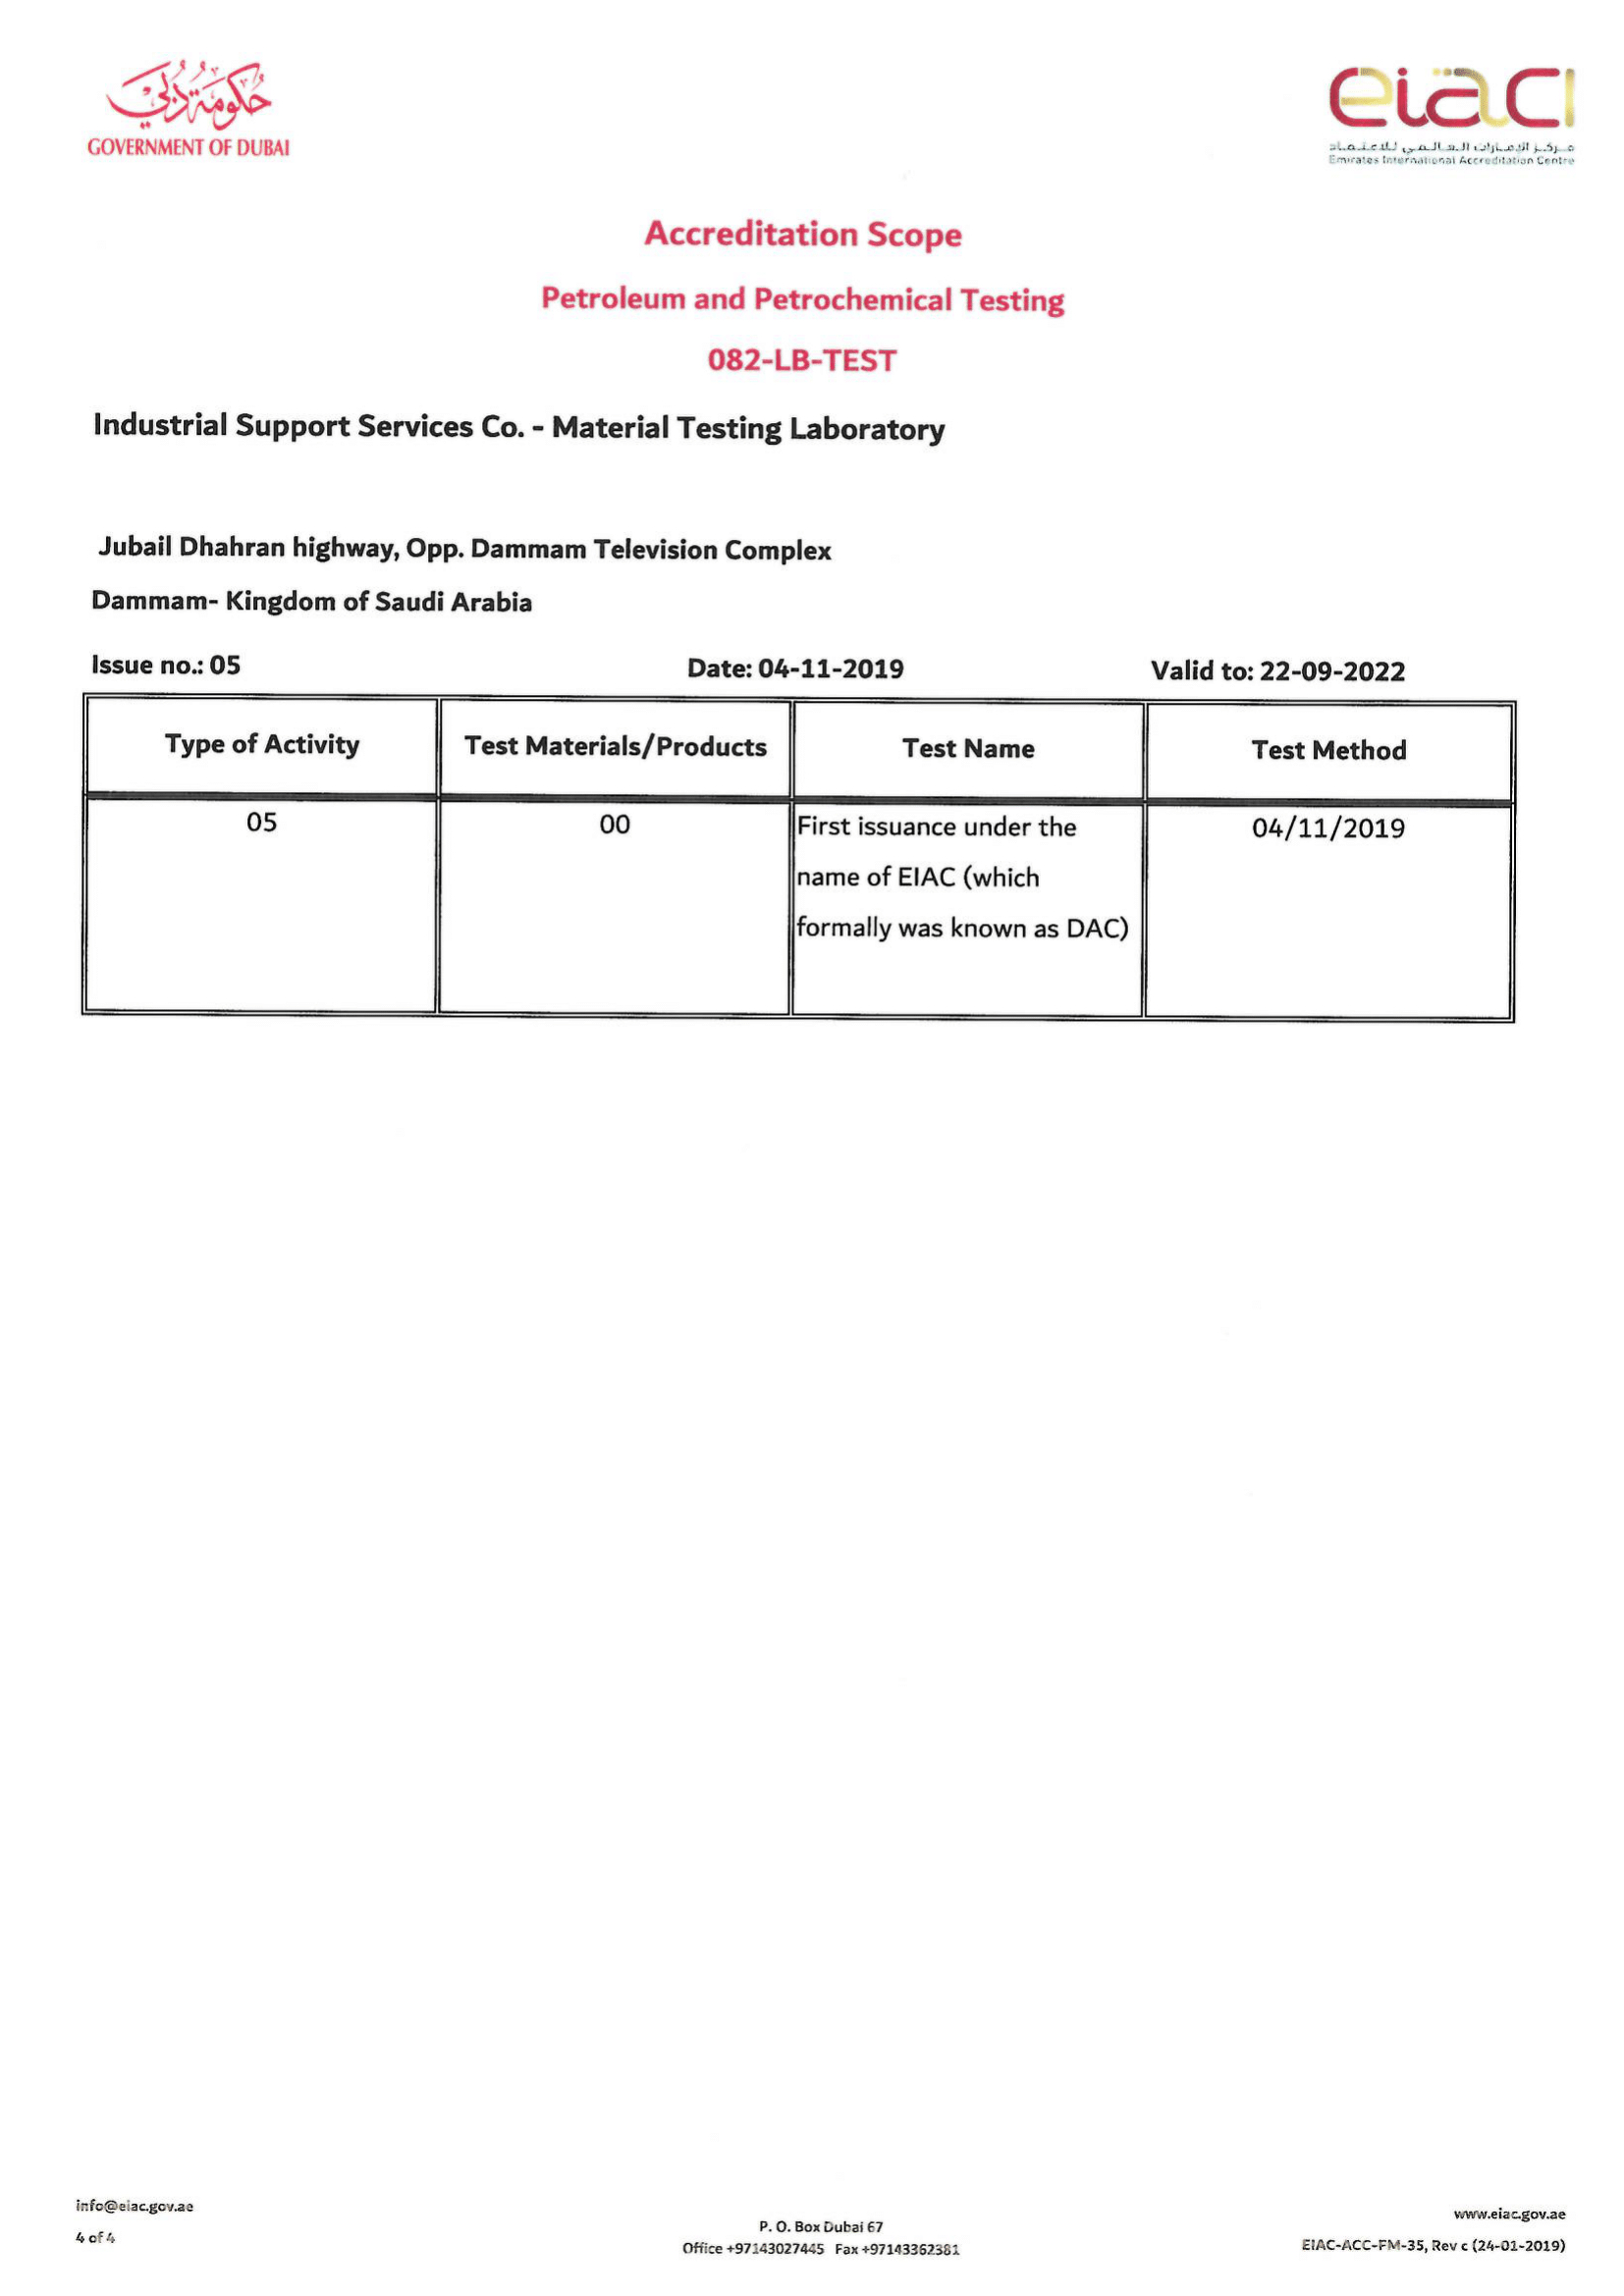 حكومة دبي
GOVERNMENT OF DUBAI
eiac
مركز الإمارات العالمي للاعتماد
Emirates International Accreditation Centre
Accreditation Scope
Petroleum and Petrochemical Testing
082-LB-TEST
Industrial Support Services Co. - Material Testing Laboratory
Jubail Dhahran highway, Opp. Dammam Television Complex
Dammam- Kingdom of Saudi Arabia
Issue no.: 05 Date: 04-11-2019 Valid to: 22-09-2022
Type of Activity Test Materials/Products Test Name Test Method
05 00 First issuance under the 04/11/2019
name of EIAC (which
formally was known as DAC)
info@eiac.gov.ae
www.eiac.gov.ae
P. O. Box Dubai 67
4 of 4
Office +97143027445 Fax +97143362381
EIAC-ACC-FM-35, Rev c (24-01-2019)